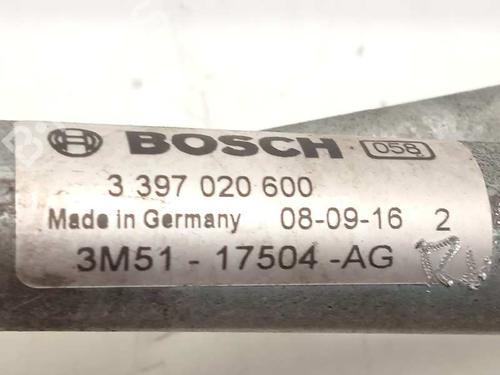 BOSCH 058
3 397 020 600
Made in Germany 08-09-16 2
3M51 - 17504 -AG